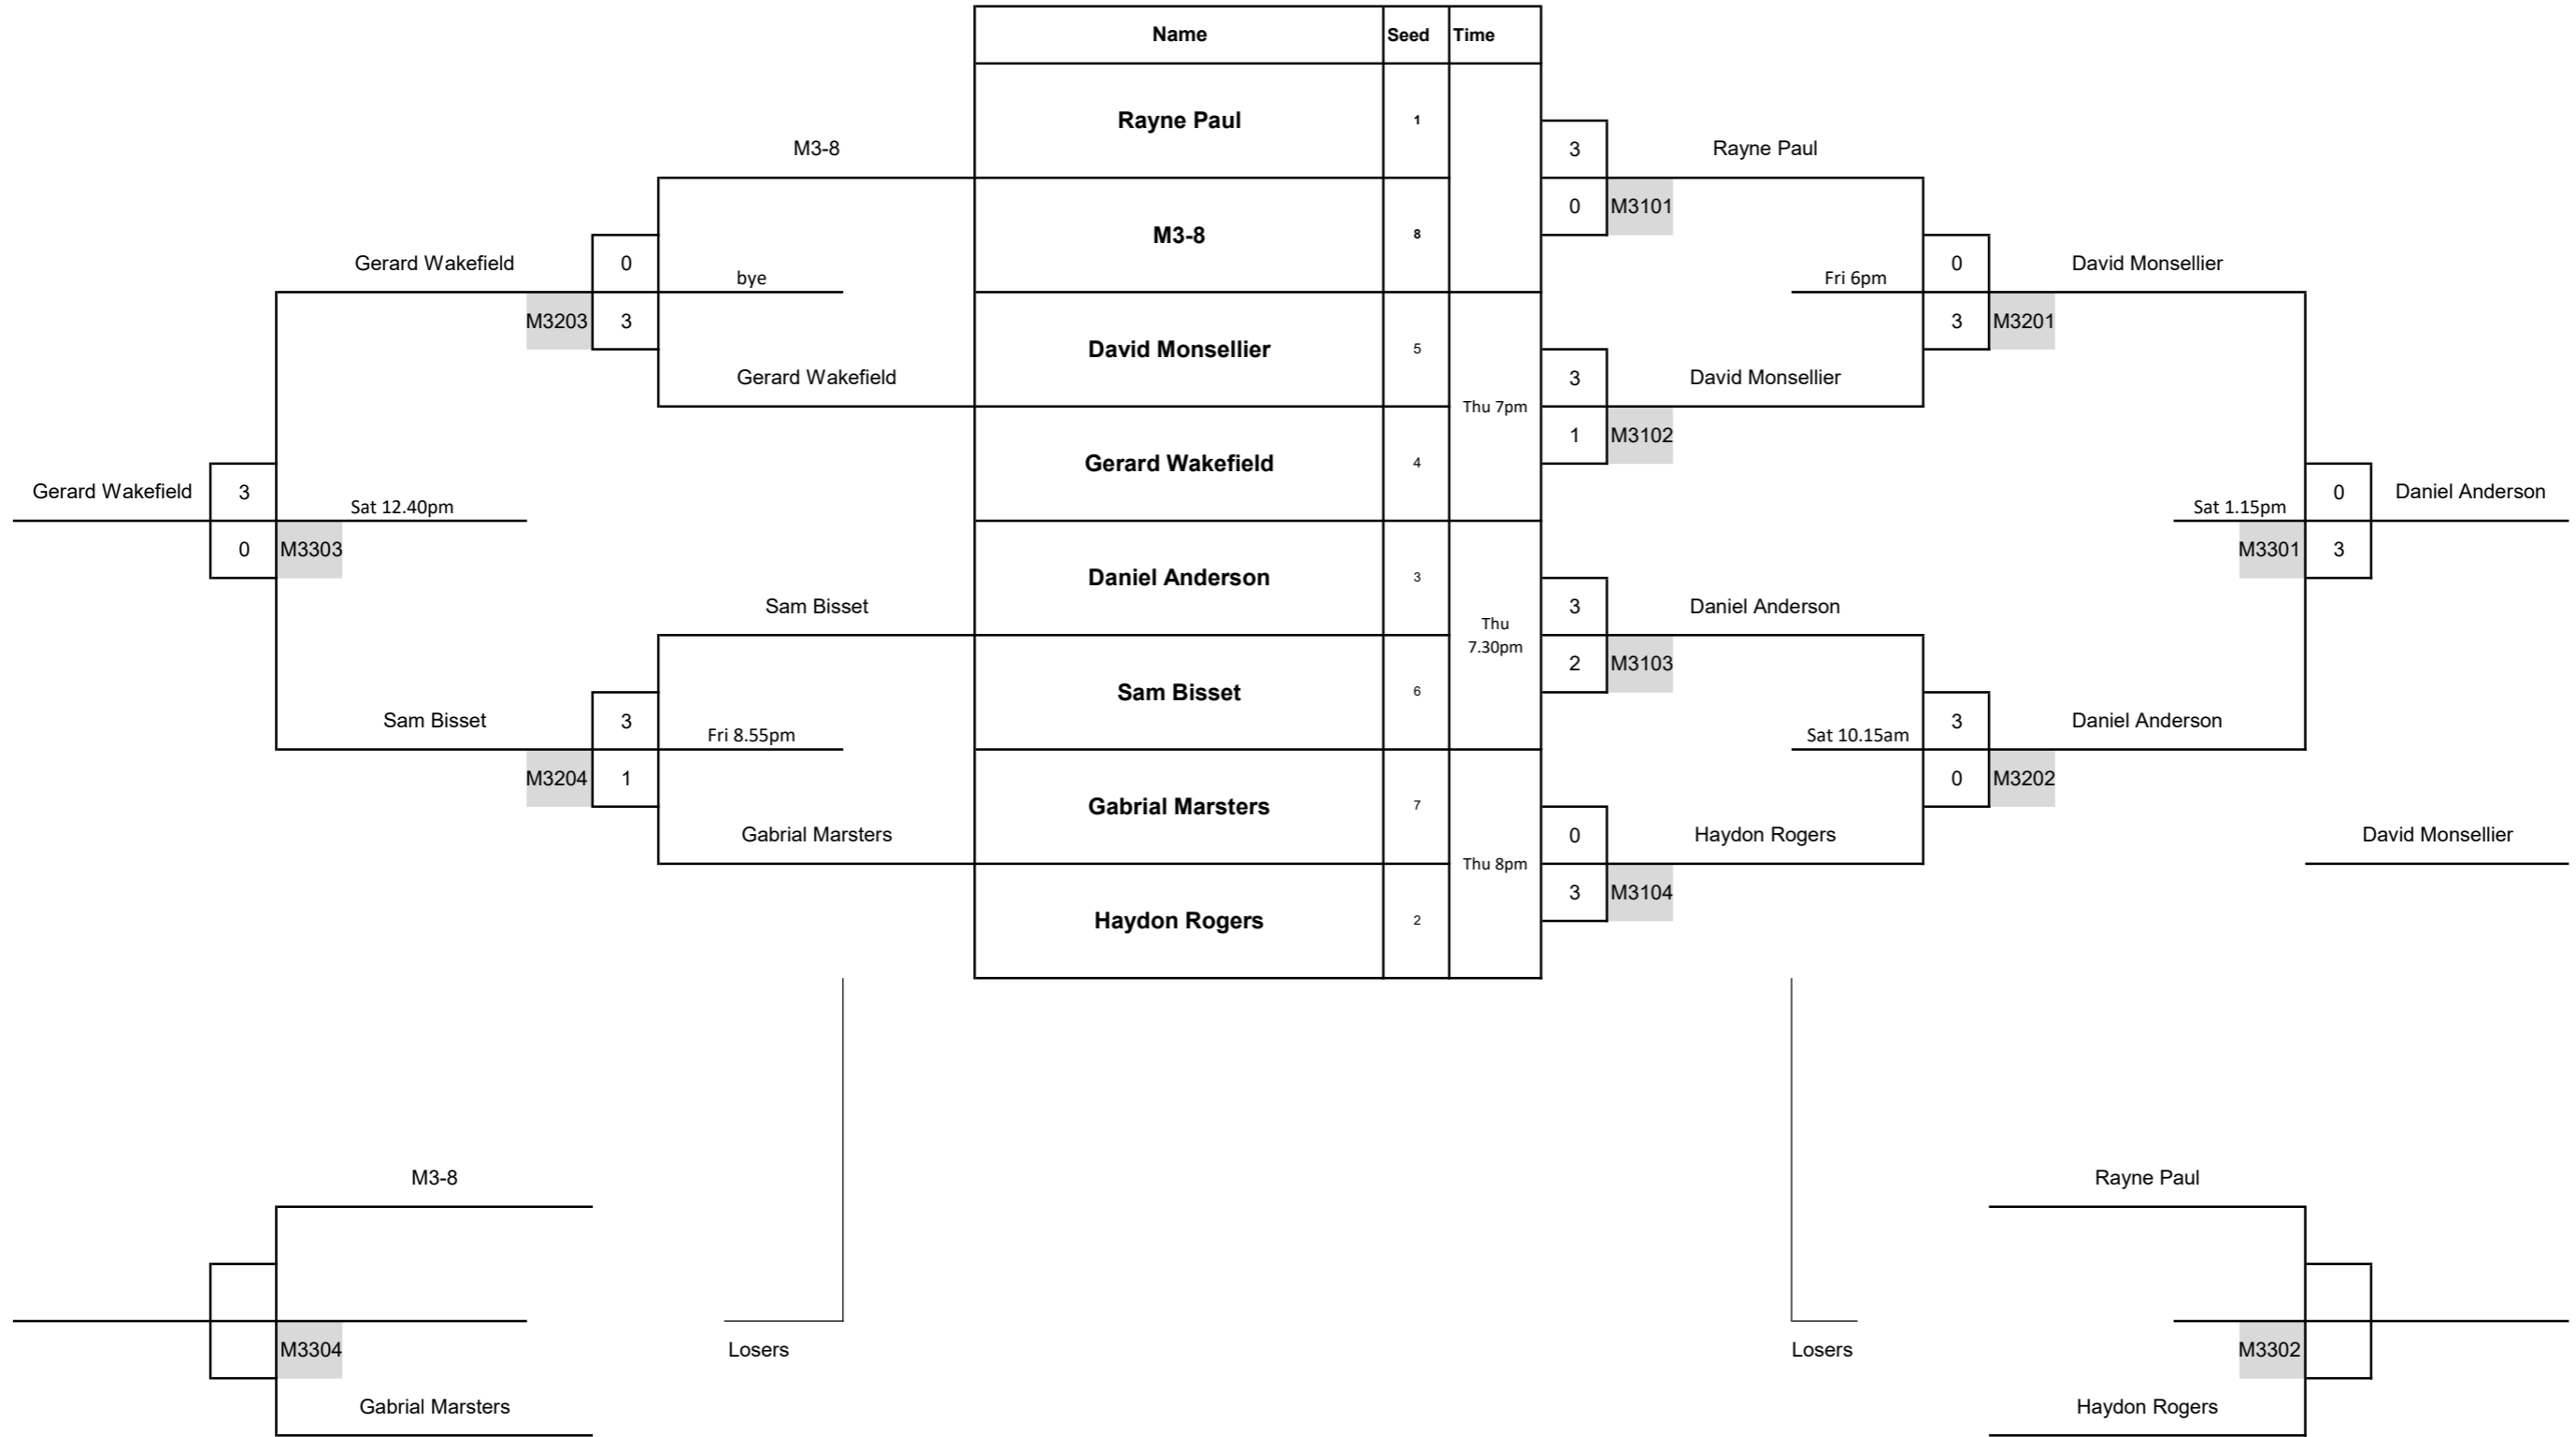 Name Seed Time
Rayne Paul 1
M3-8 3 Rayne Paul
0 M3101
M3-8 8
Gerard Wakefield 0 0 David Monsellier
bye Fri 6pm
M3203 3 3 M3201
David Monsellier 5
Gerard Wakefield 3 David Monsellier
Thu 7pm
1 M3102
Gerard Wakefield 4
Gerard Wakefield 3 0 Daniel Anderson
Sat 12.40pm Sat 1.15pm
0 M3303 M3301 3
Daniel Anderson 3
Sam Bisset 3 Daniel Anderson
Thu
7.30pm
2 M3103
Sam Bisset 6
Sam Bisset 3 3 Daniel Anderson
Fri 8.55pm Sat 10.15am
M3204 1 0 M3202
Gabrial Marsters 7
Gabrial Marsters 0 Haydon Rogers David Monsellier
Thu 8pm
3 M3104
Haydon Rogers 2
M3-8 Rayne Paul
M3304 Losers Losers M3302
Gabrial Marsters Haydon Rogers